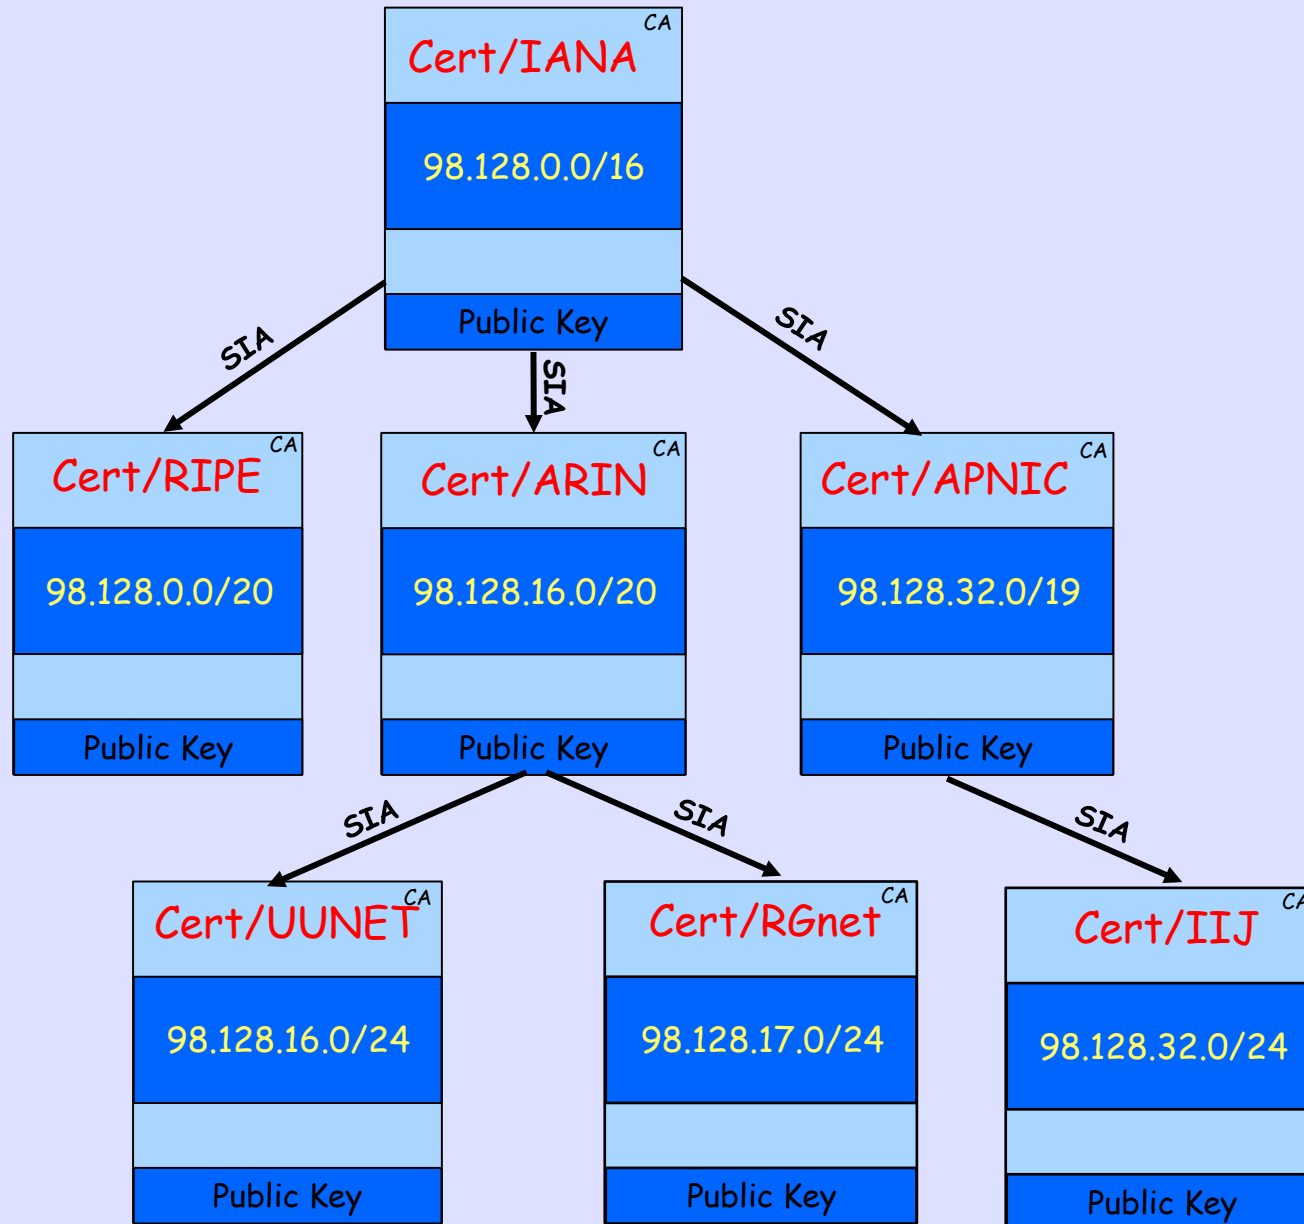 CA
Cert/IANA
98.128.0.0/16
Public Key
SIA
SIA
SIA
CA
Cert/RIPE
98.128.0.0/20
Public Key
CA
Cert/ARIN
98.128.16.0/20
Public Key
CA
Cert/APNIC
98.128.32.0/19
Public Key
SIA
SIA
SIA
CA
Cert/UUNET
98.128.16.0/24
Public Key
CA
Cert/RGnet
98.128.17.0/24
Public Key
CA
Cert/IIJ
98.128.32.0/24
Public Key